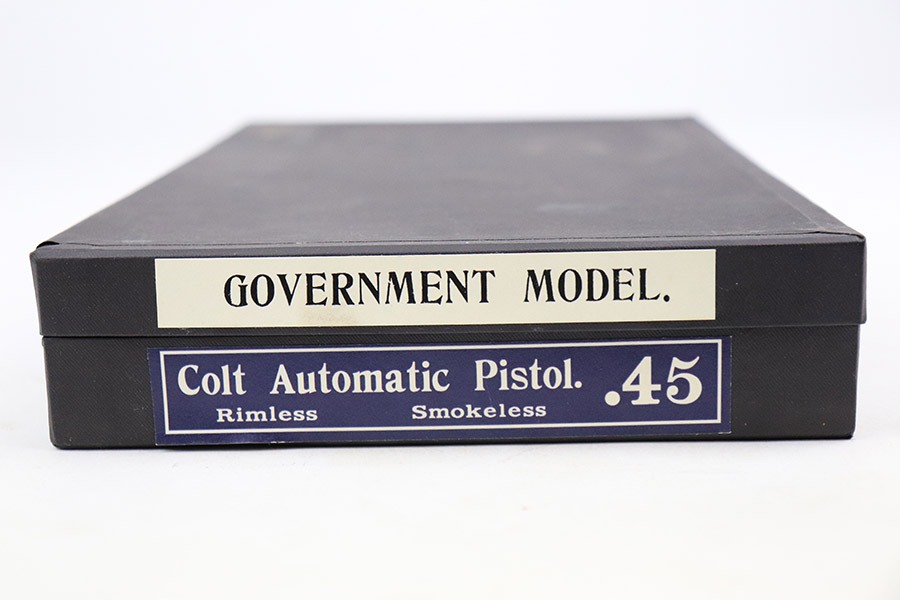 GOVERNMENT MODEL.
Colt Automatic Pistol. .45
Rimless Smokeless